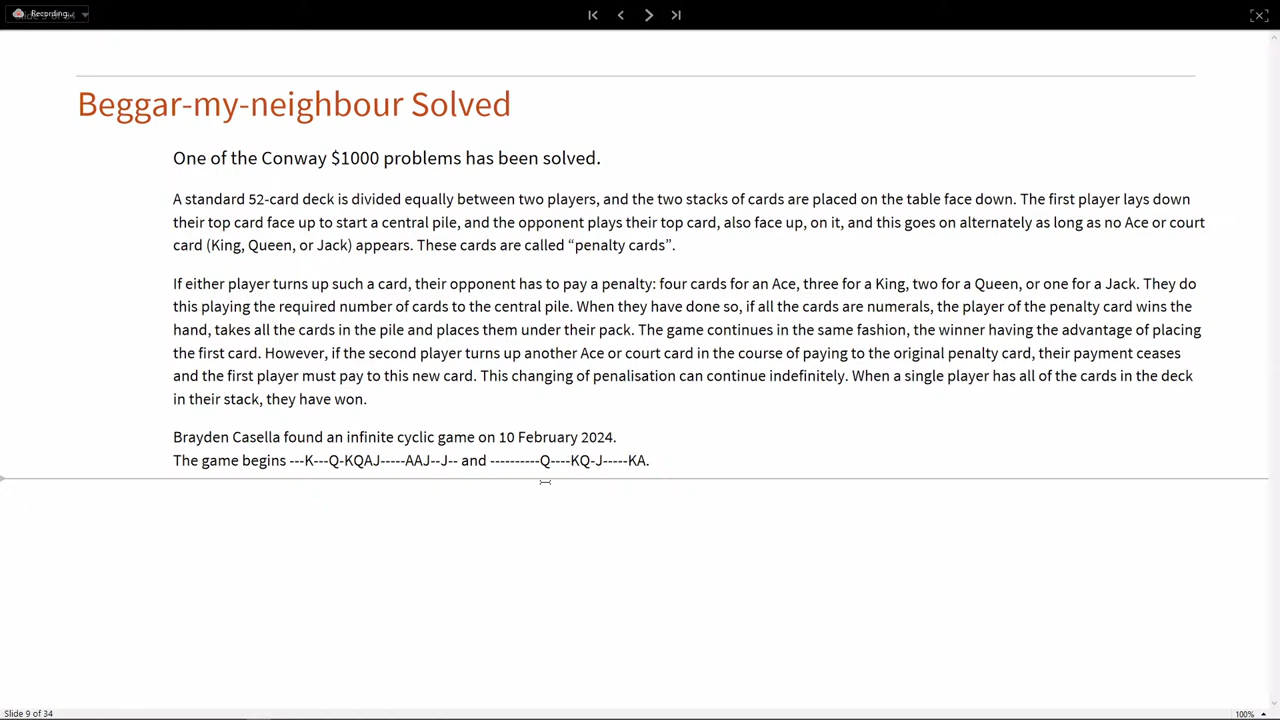 Recording...
Beggar-my-neighbour Solved
One of the Conway $1000 problems has been solved.
A standard 52-card deck is divided equally between two players, and the two stacks of cards are placed on the table face down. The first player lays down
their top card face up to start a central pile, and the opponent plays their top card, also face up, on it, and this goes on alternately as long as no Ace or court
card (King, Queen, or Jack) appears. These cards are called “penalty cards”.
If either player turns up such a card, their opponent has to pay a penalty: four cards for an Ace, three for a King, two for a Queen, or one for a Jack. They do
this playing the required number of cards to the central pile. When they have done so, if all the cards are numerals, the player of the penalty card wins the
hand, takes all the cards in the pile and places them under their pack. The game continues in the same fashion, the winner having the advantage of placing
the first card. However, if the second player turns up another Ace or court card in the course of paying to the original penalty card, their payment ceases
and the first player must pay to this new card. This changing of penalisation can continue indefinitely. When a single player has all of the cards in the deck
in their stack, they have won.
Brayden Casella found an infinite cyclic game on 10 February 2024.
The game begins ---K---Q-KQAJ-----AAJ--J-- and ----------Q----KQ-J-----KA.
Slide 9 of 34
100%